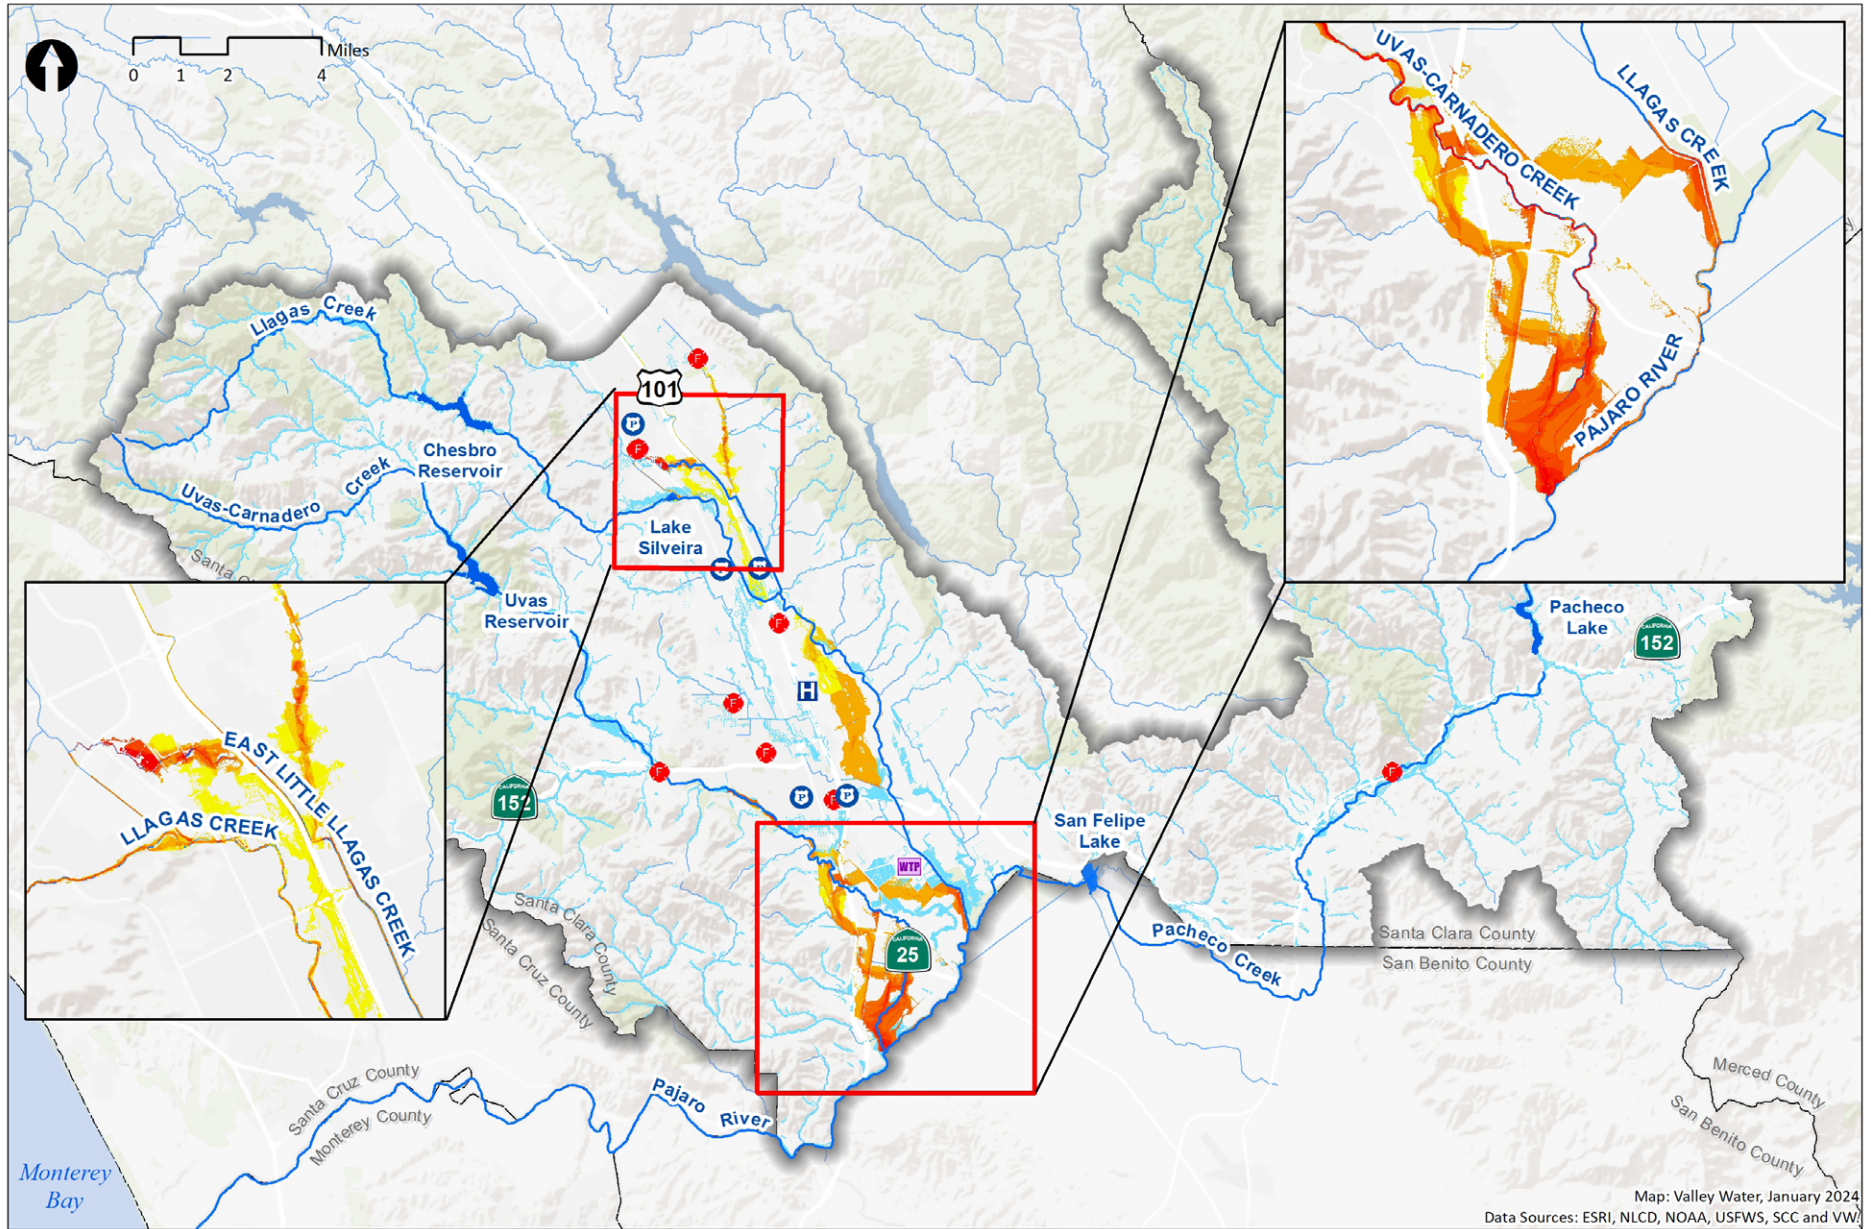 Miles
0 1 2 4
UVAS-CARNADERO CREEK
LLAGAS CREEK
PAJARO RIVER
Llagas Creek
101
P
F
F
Chesbro
Reservoir
Uvas-Carnadero Creek
Lake
Silveira
Santa C
Uvas
Reservoir
F
H
F
F
F
P
F
P
F
CALIFORNIA
152
Pacheco
Lake
CALIFORNIA
152
EAST LITTLE LLAGAS CREEK
LLAGAS CREEK
San Felipe
Lake
WTP
CALIFORNIA
25
Santa Clara County
Santa Cruz County
Pacheco Creek
Santa Clara County
San Benito County
Santa Cruz County
Monterey County
Pajaro River
Merced County
San Benito County
Monterey
Bay
Map: Valley Water, January 2024
Data Sources: ESRI, NLCD, NOAA, USFWS, SCC and VW